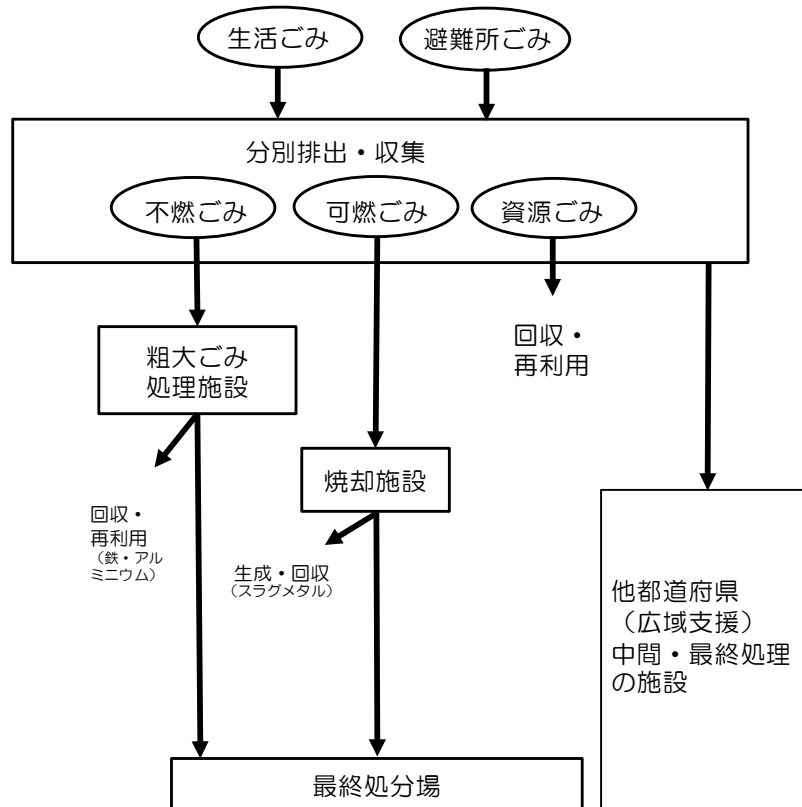 生活ごみ
避難所ごみ
分別排出・収集
不燃ごみ
可燃ごみ
資源ごみ
回収・
再利用
粗大ごみ
処理施設
焼却施設
回収・
再利用
（鉄・アル
ミニウム）
生成・回収
（スラグメタル）
他都道府県
（広域支援）
中間・最終処理
の施設
最終処分場